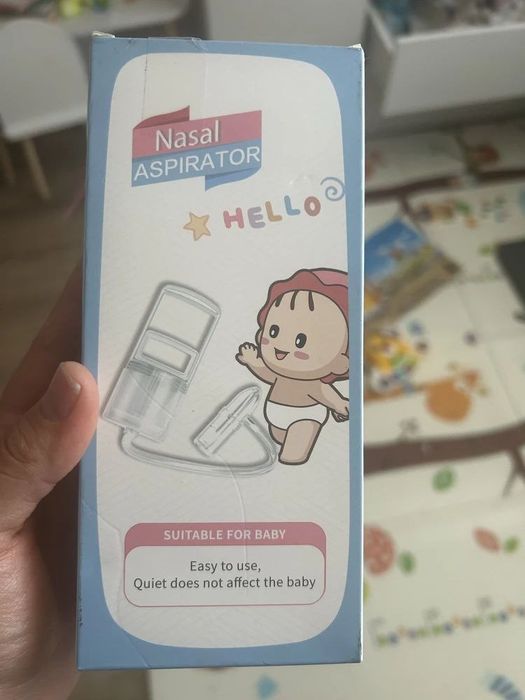 Nasal
ASPIRATOR
HELLO
SUITABLE FOR BABY
Easy to use,
Quiet does not affect the baby